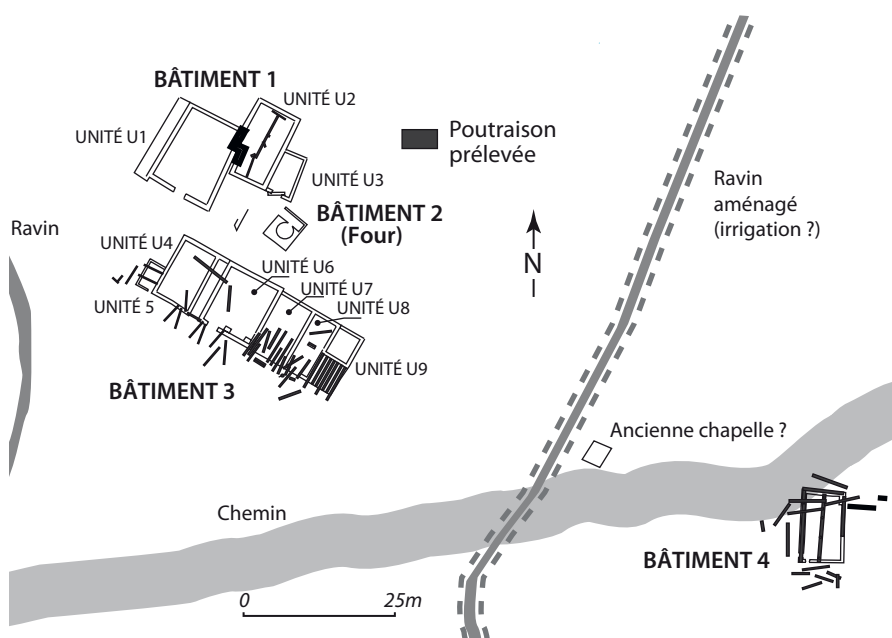 BÂTIMENT 1
UNITÉ U2
UNITÉ U1
Poutraison
prélevée
UNITÉ U3
Ravin
aménagé
(irrigation ?)
BÂTIMENT 2
(Four)
Ravin
UNITÉ U4
N
UNITÉ U6
UNITÉ U7
UNITÉ 5
UNITÉ U8
UNITÉ U9
BÂTIMENT 3
Ancienne chapelle ?
Chemin
BÂTIMENT 4
0 25m